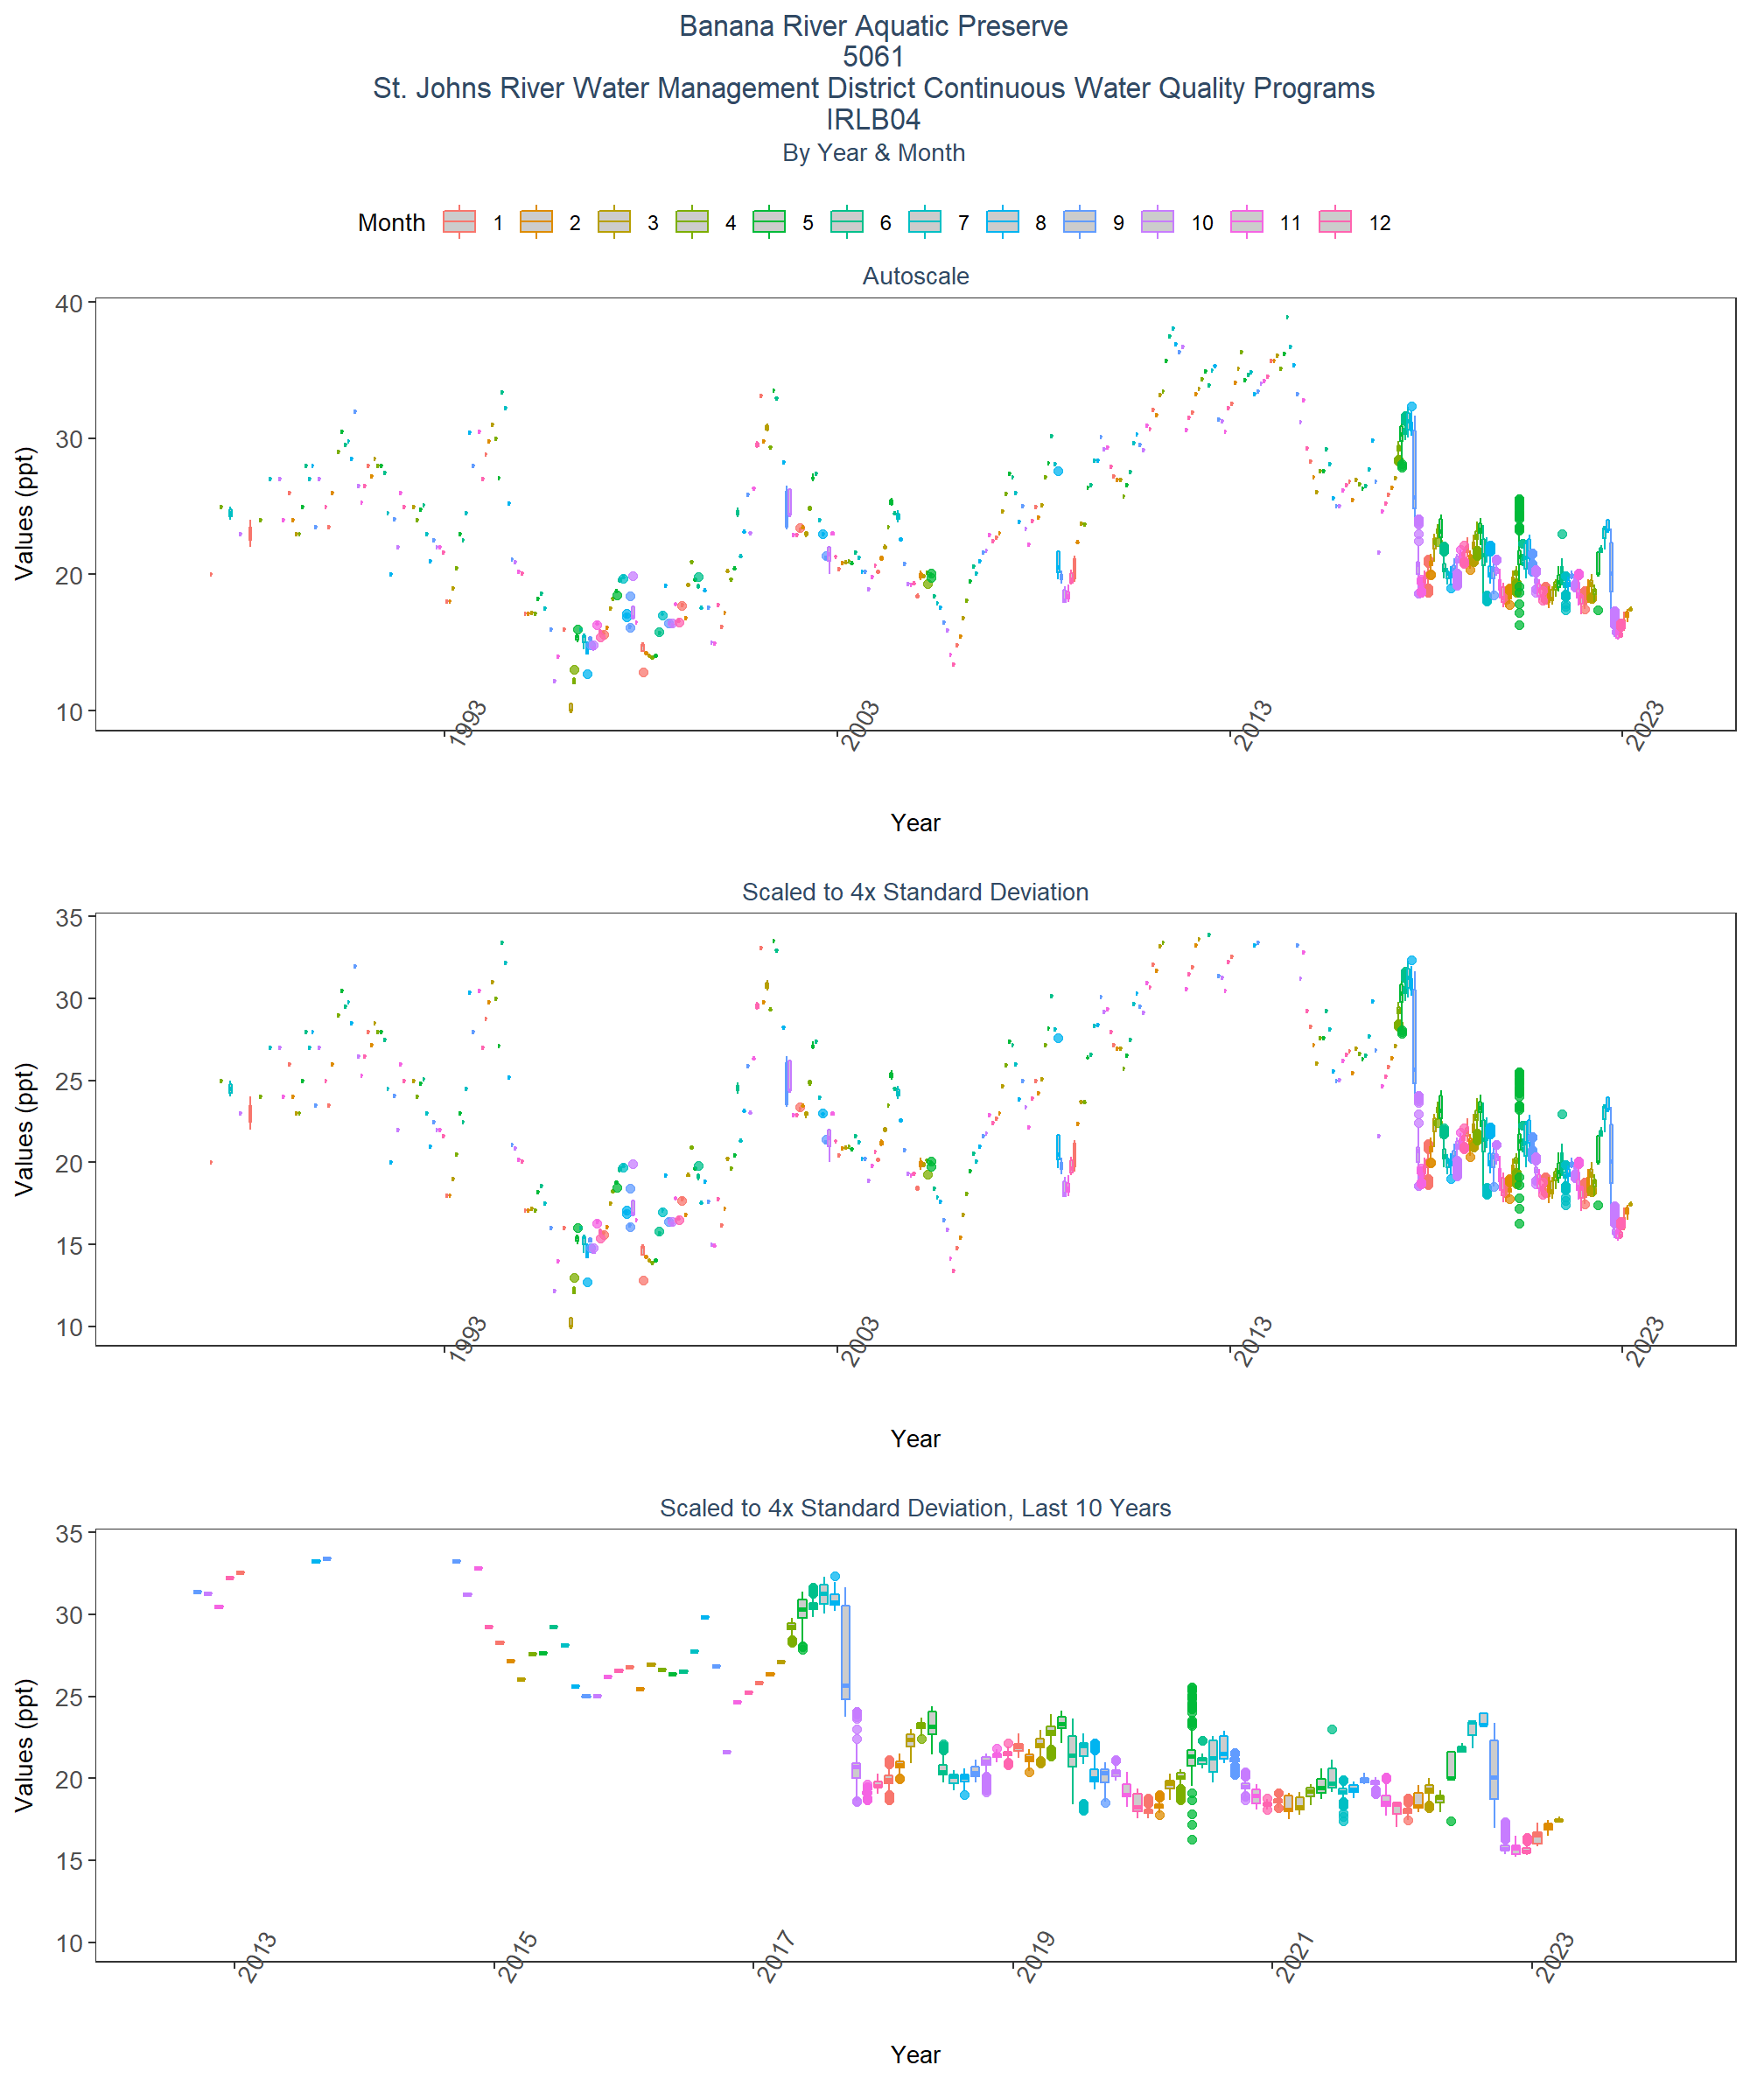 Banana River Aquatic Preserve
5061
St. Johns River Water Management District Continuous Water Quality Programs
IRLB04
By Year & Month
Month 1 2 3 4 5 6 7 8 9 10 11 12
Autoscale
Values (ppt)
40
30
20
10
1993 2003 2013 2023
Year
Scaled to 4x Standard Deviation
Values (ppt)
35
30
25
20
15
10
1993 2003 2013 2023
Year
Scaled to 4x Standard Deviation, Last 10 Years
Values (ppt)
35
30
25
20
15
10
2013 2015 2017 2019 2021 2023
Year